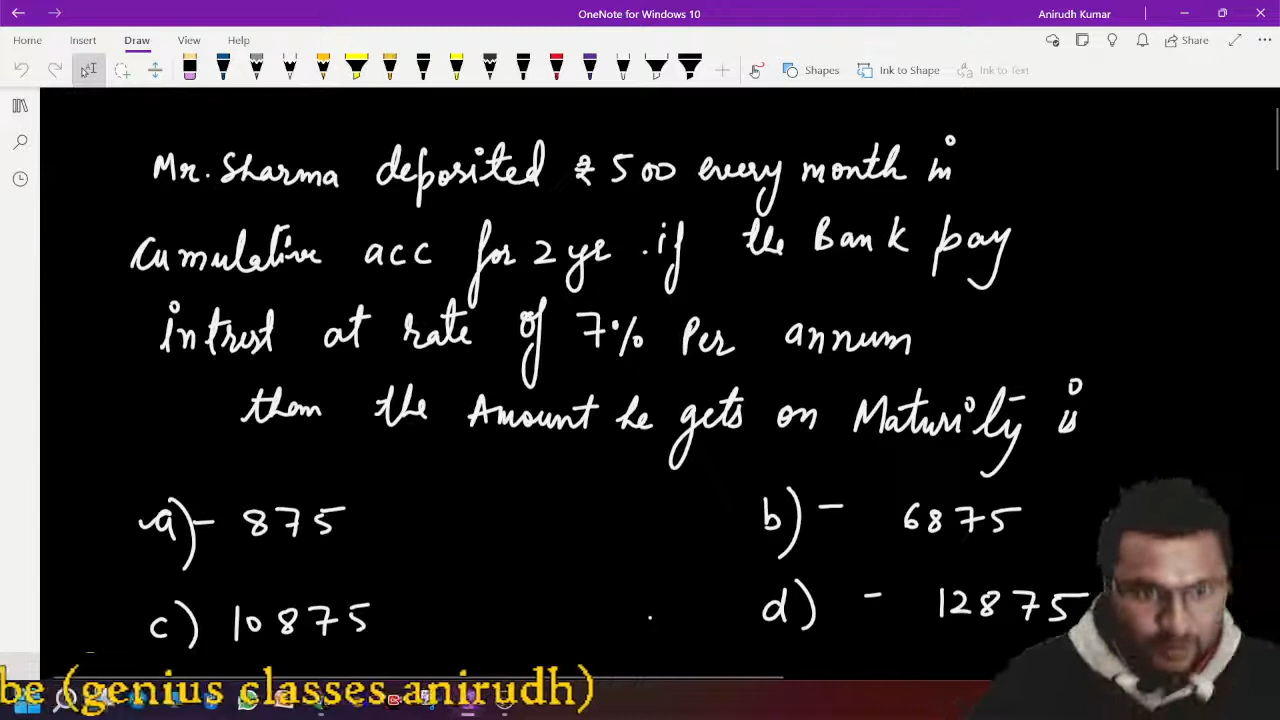 OneNote for Windows 10
Anirudh Kumar
Home Insert Draw View Help
Share
Shapes Ink to Shape Ink to Text
Mr. Sharma deposited ₹ 500 every month in
cumulative acc for 2 yr . if the Bank pay
intrest at rate of 7% Per annum
then the Amount he gets on Maturity is
a)- 875
b)- 6875
c) 10875
d) - 12875
be (genius classes anirudh)